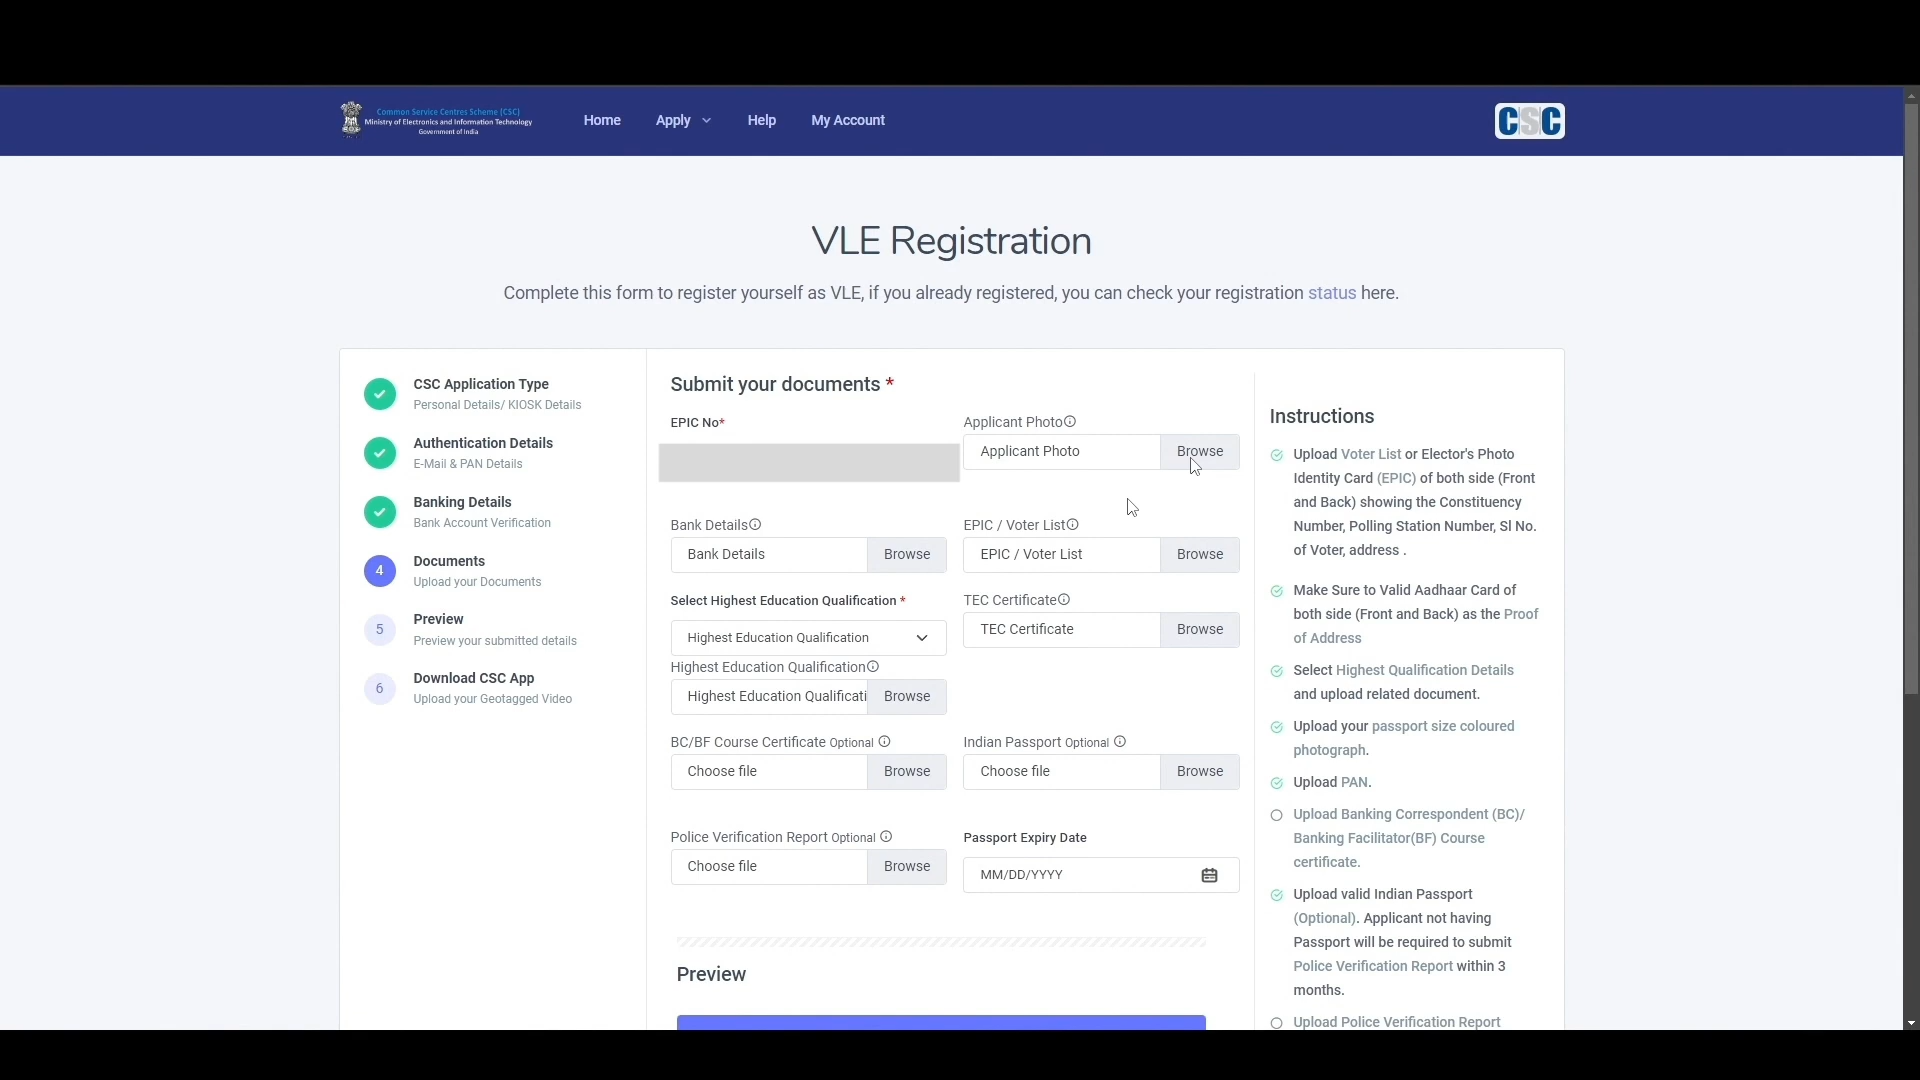 Common Service Centres Scheme (CSC)
Ministry of Electronics and Information Technology
Government of India
Home
Apply
Help
My Account
CSC
VLE Registration
Complete this form to register yourself as VLE, if you already registered, you can check your registration status here.
CSC Application Type
Personal Details/ KIOSK Details
Authentication Details
E-Mail & PAN Details
Banking Details
Bank Account Verification
4
Documents
Upload your Documents
5
Preview
Preview your submitted details
6
Download CSC App
Upload your Geotagged Video
Submit your documents *
EPIC No*
Applicant Photo
Applicant Photo
Browse
Bank Details
Bank Details
Browse
EPIC / Voter List
EPIC / Voter List
Browse
Select Highest Education Qualification *
Highest Education Qualification
TEC Certificate
TEC Certificate
Browse
Highest Education Qualification
Highest Education Qualificati
Browse
BC/BF Course Certificate Optional
Choose file
Browse
Indian Passport Optional
Choose file
Browse
Police Verification Report Optional
Choose file
Browse
Passport Expiry Date
MM/DD/YYYY
Preview
Instructions
Upload Voter List or Elector's Photo
Identity Card (EPIC) of both side (Front
and Back) showing the Constituency
Number, Polling Station Number, Sl No.
of Voter, address .
Make Sure to Valid Aadhaar Card of
both side (Front and Back) as the Proof
of Address
Select Highest Qualification Details
and upload related document.
Upload your passport size coloured
photograph.
Upload PAN.
Upload Banking Correspondent (BC)/
Banking Facilitator(BF) Course
certificate.
Upload valid Indian Passport
(Optional). Applicant not having
Passport will be required to submit
Police Verification Report within 3
months.
Upload Police Verification Report